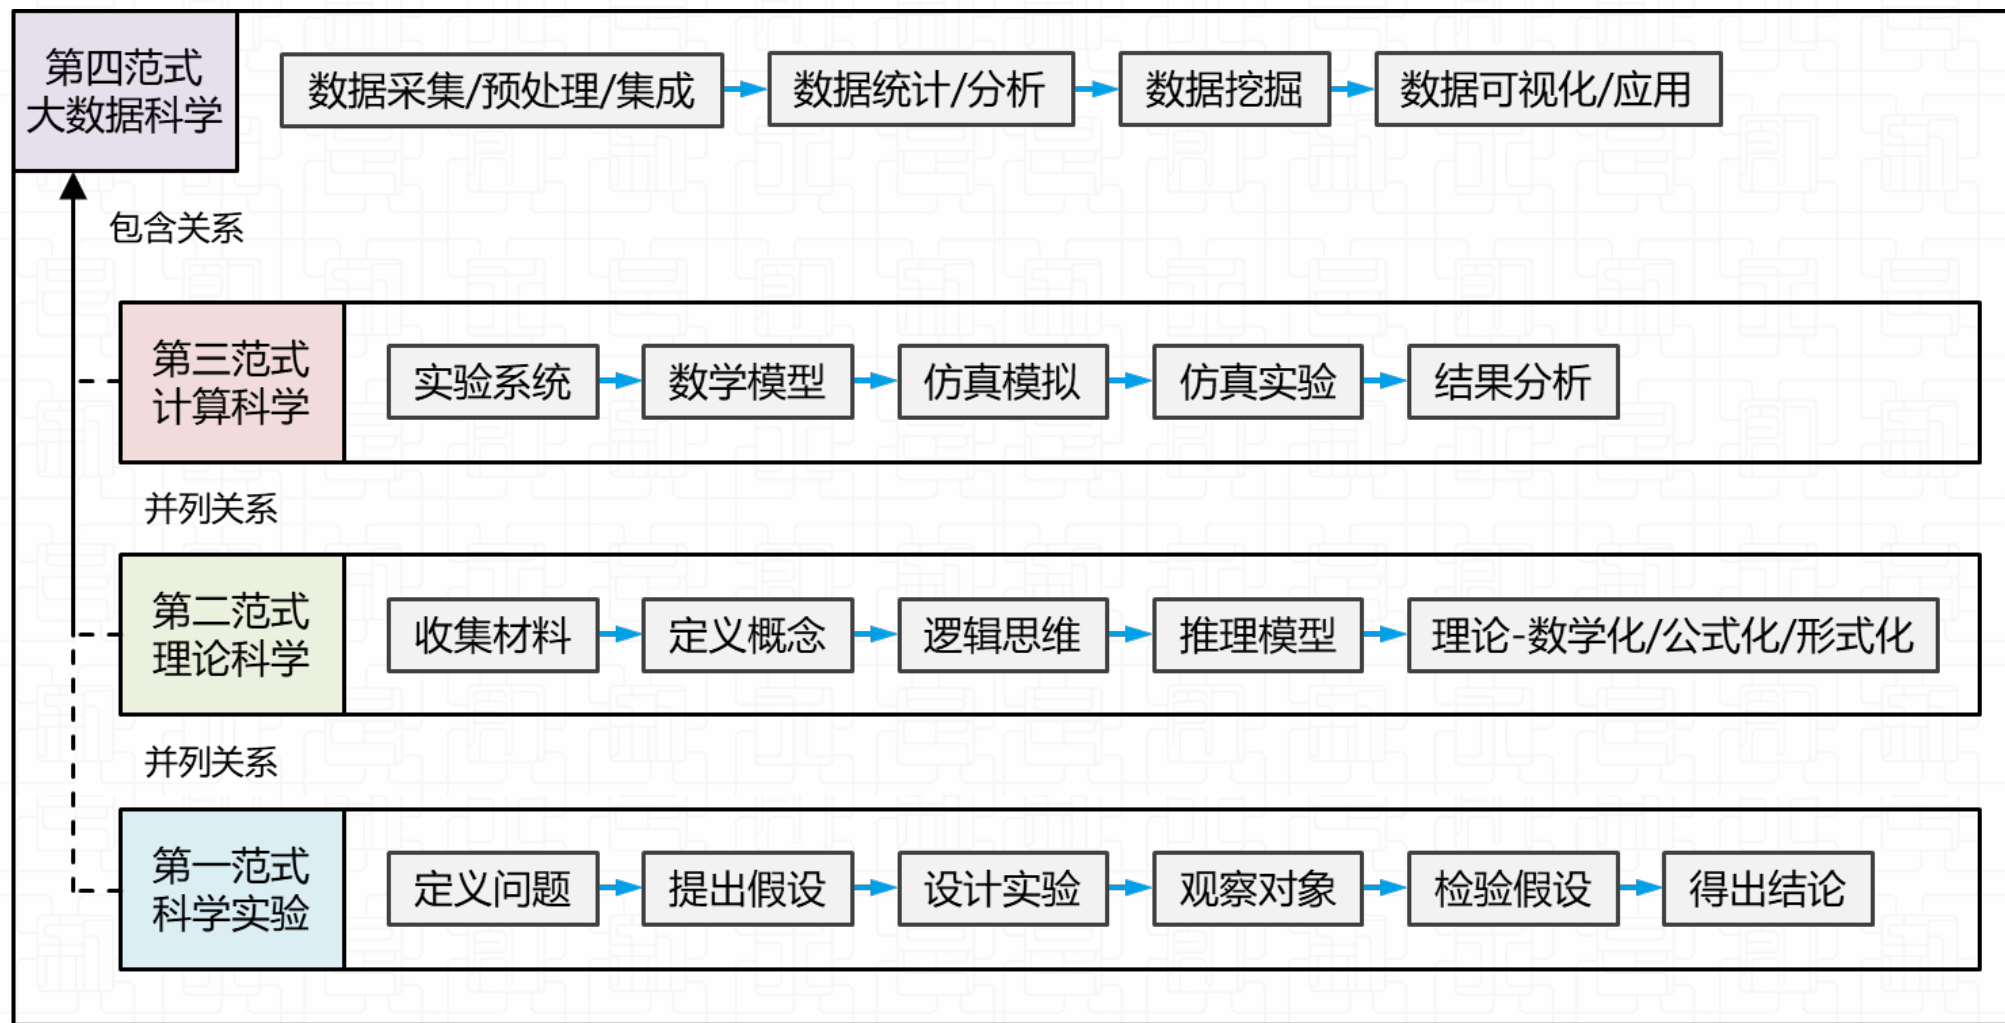 第四范式
大数据科学
数据采集/预处理/集成
数据统计/分析
数据挖掘
数据可视化/应用
包含关系
第三范式
计算科学
实验系统
数学模型
仿真模拟
仿真实验
结果分析
并列关系
第二范式
理论科学
收集材料
定义概念
逻辑思维
推理模型
理论-数学化/公式化/形式化
并列关系
第一范式
科学实验
定义问题
提出假设
设计实验
观察对象
检验假设
得出结论